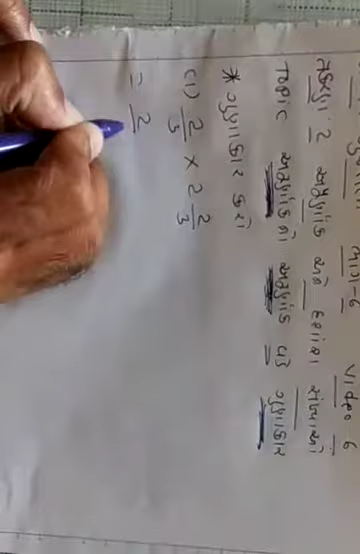 ભાગ-6 Video 6
2 અપૂર્ણાંક અને દશાંશ સંખ્યાઓ
Topic અપૂર્ણાંકનો અપૂર્ણાંક વડે ગુણાકાર
* ગુણાકાર કરો
(1) 2/3 × 2 2/3
= 2